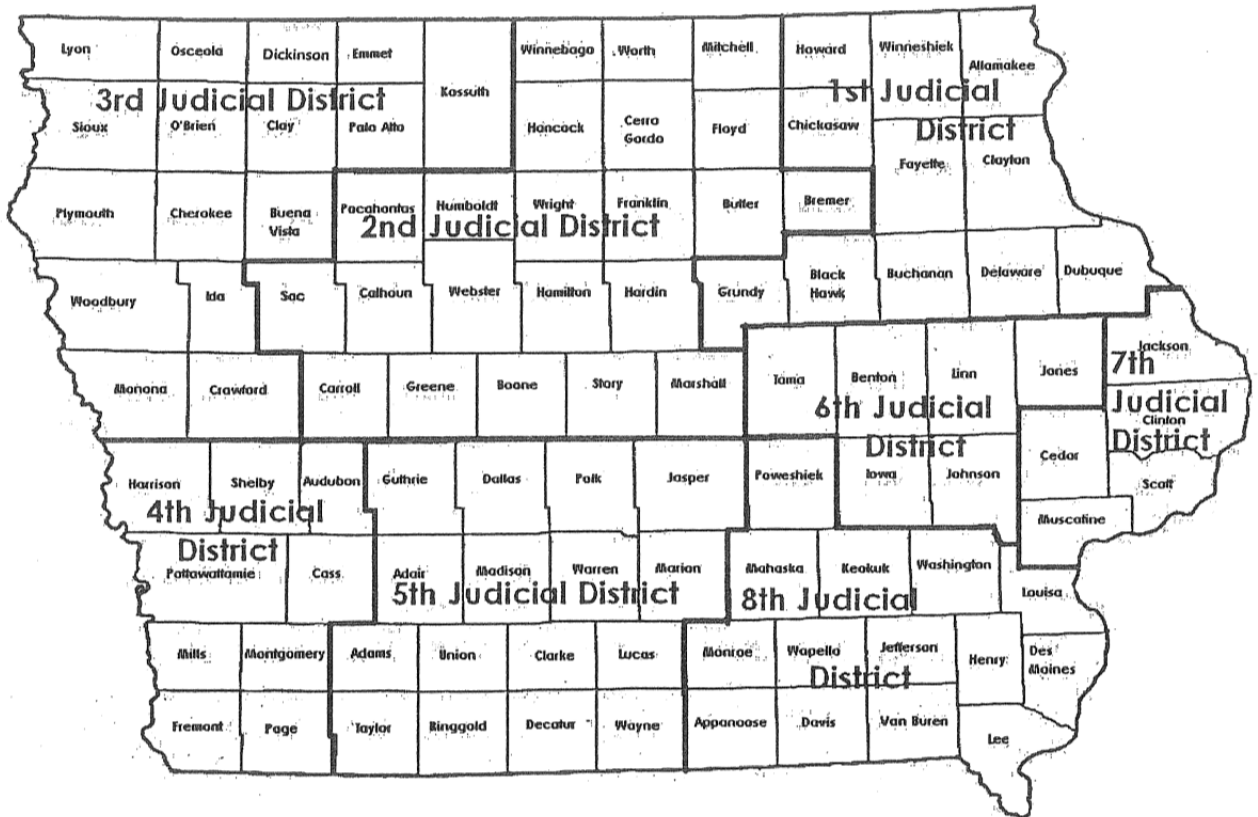 Lyon
Osceola
Dickinson
Emmet
Kossuth
Winnebago
Worth
Mitchell
Howard
Winneshiek
Allamakee
3rd Judicial District
1st Judicial
District
Sioux
O'Brien
Clay
Palo Alto
Hancock
Cerro
Gordo
Floyd
Chickasaw
Fayette
Clayton
Plymouth
Cherokee
Buena
Vista
Pocahontas
Humboldt
Wright
Franklin
Butler
Bremer
2nd Judicial District
Woodbury
Ida
Sac
Calhoun
Webster
Hamilton
Hardin
Grundy
Black
Hawk
Buchanan
Delaware
Dubuque
Monona
Crawford
Carroll
Greene
Boone
Story
Marshall
Tama
Benton
Linn
Jones
Jackson
7th
Judicial
Clinton
District
6th Judicial
District
Harrison
Shelby
Audubon
Guthrie
Dallas
Polk
Jasper
Poweshiek
Iowa
Johnson
Cedar
Scott
Muscatine
4th Judicial
District
Pottawattamie
Cass
Adair
Madison
Warren
Marion
5th Judicial District
Mahaska
Keokuk
Washington
Louisa
8th Judicial
District
Mills
Montgomery
Adams
Union
Clarke
Lucas
Monroe
Wapello
Jefferson
Henry
Des
Moines
Fremont
Page
Taylor
Ringgold
Decatur
Wayne
Appanoose
Davis
Van Buren
Lee